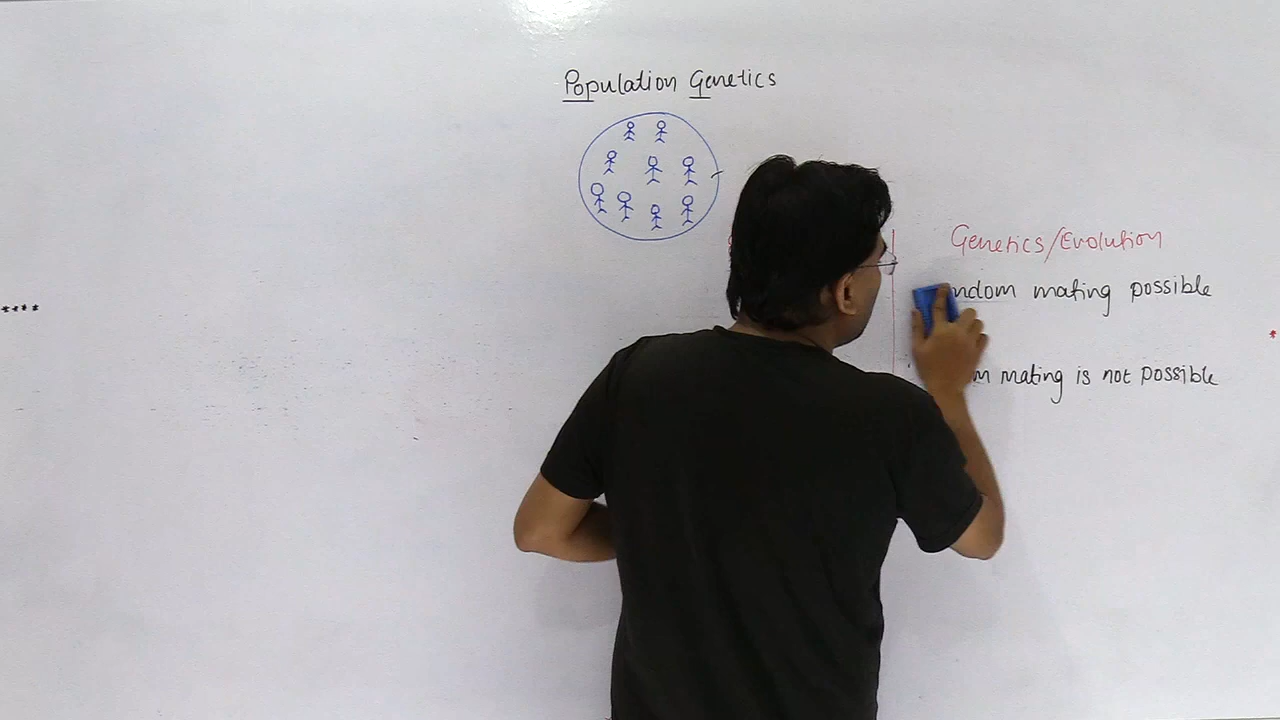 Population Genetics
Genetics/Evolution
mating possible
mating is not possible
****
*